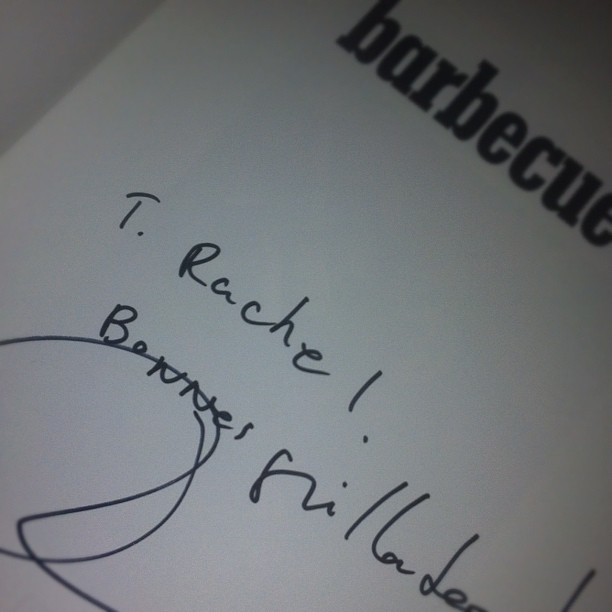 barbecue
T. Rachel!
Bonnes
Grillades!